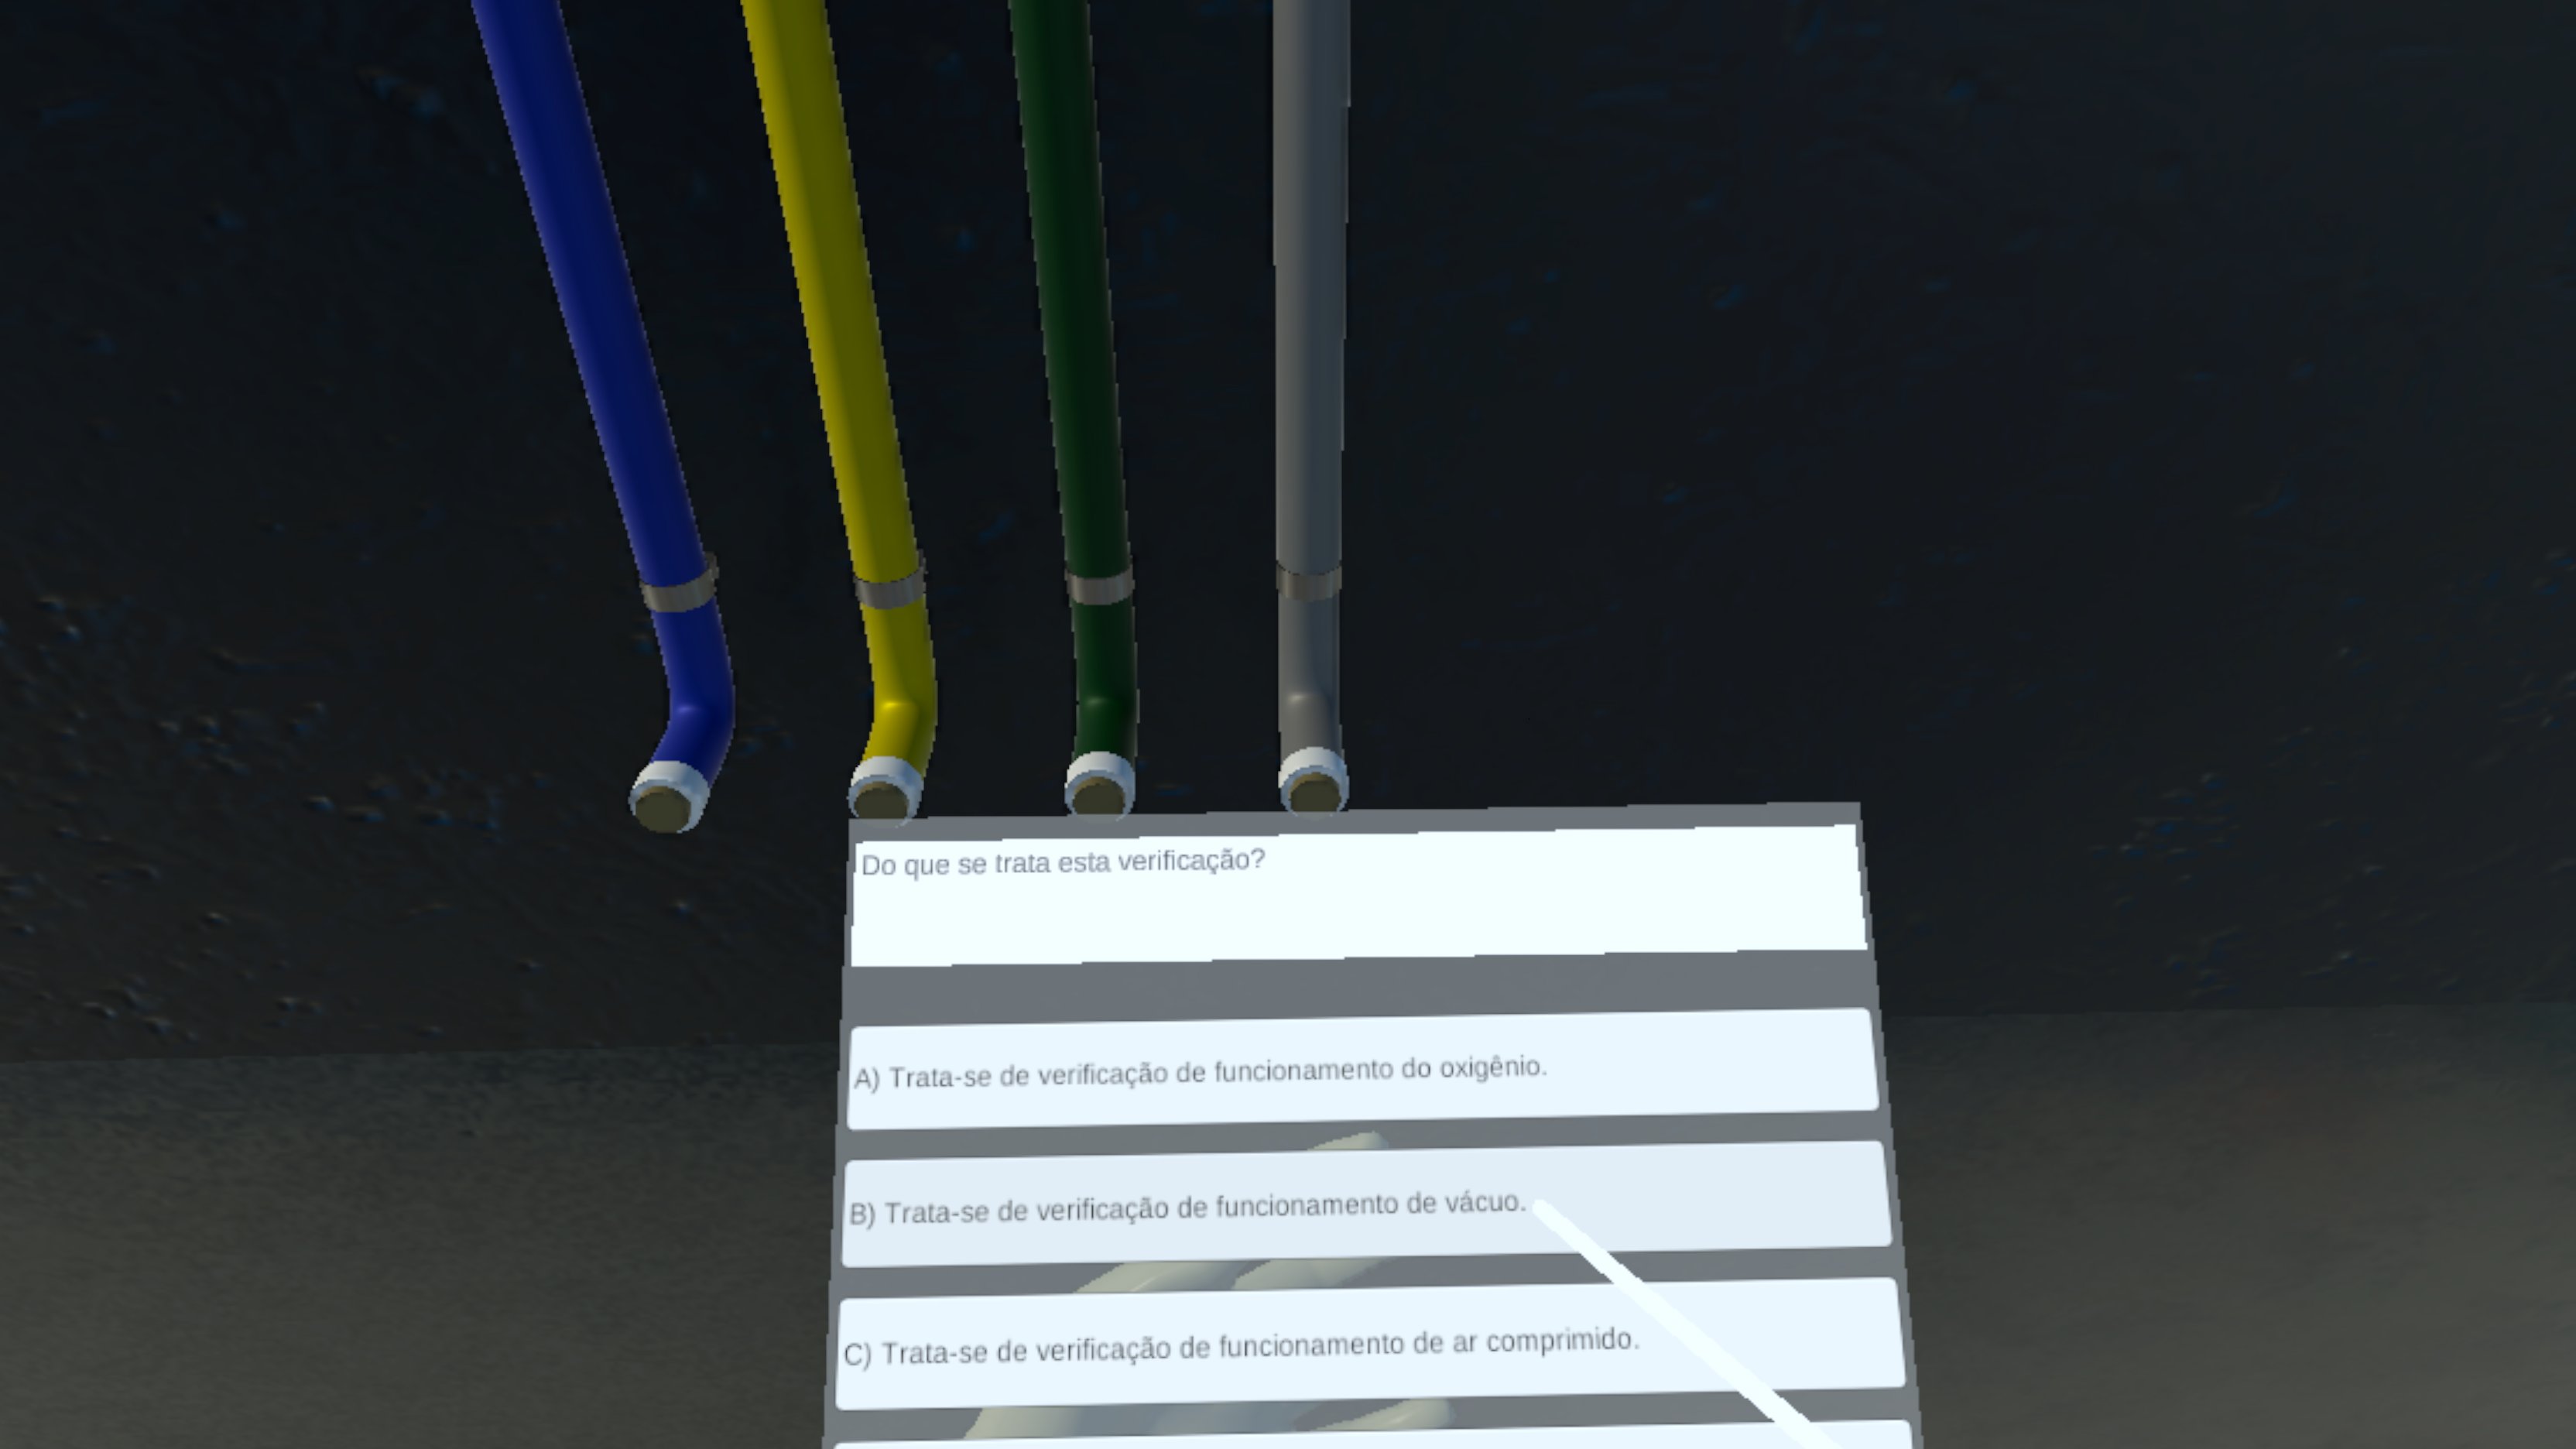 Do que se trata esta verificação?
A) Trata-se de verificação de funcionamento do oxigênio.
B) Trata-se de verificação de funcionamento de vácuo.
C) Trata-se de verificação de funcionamento de ar comprimido.